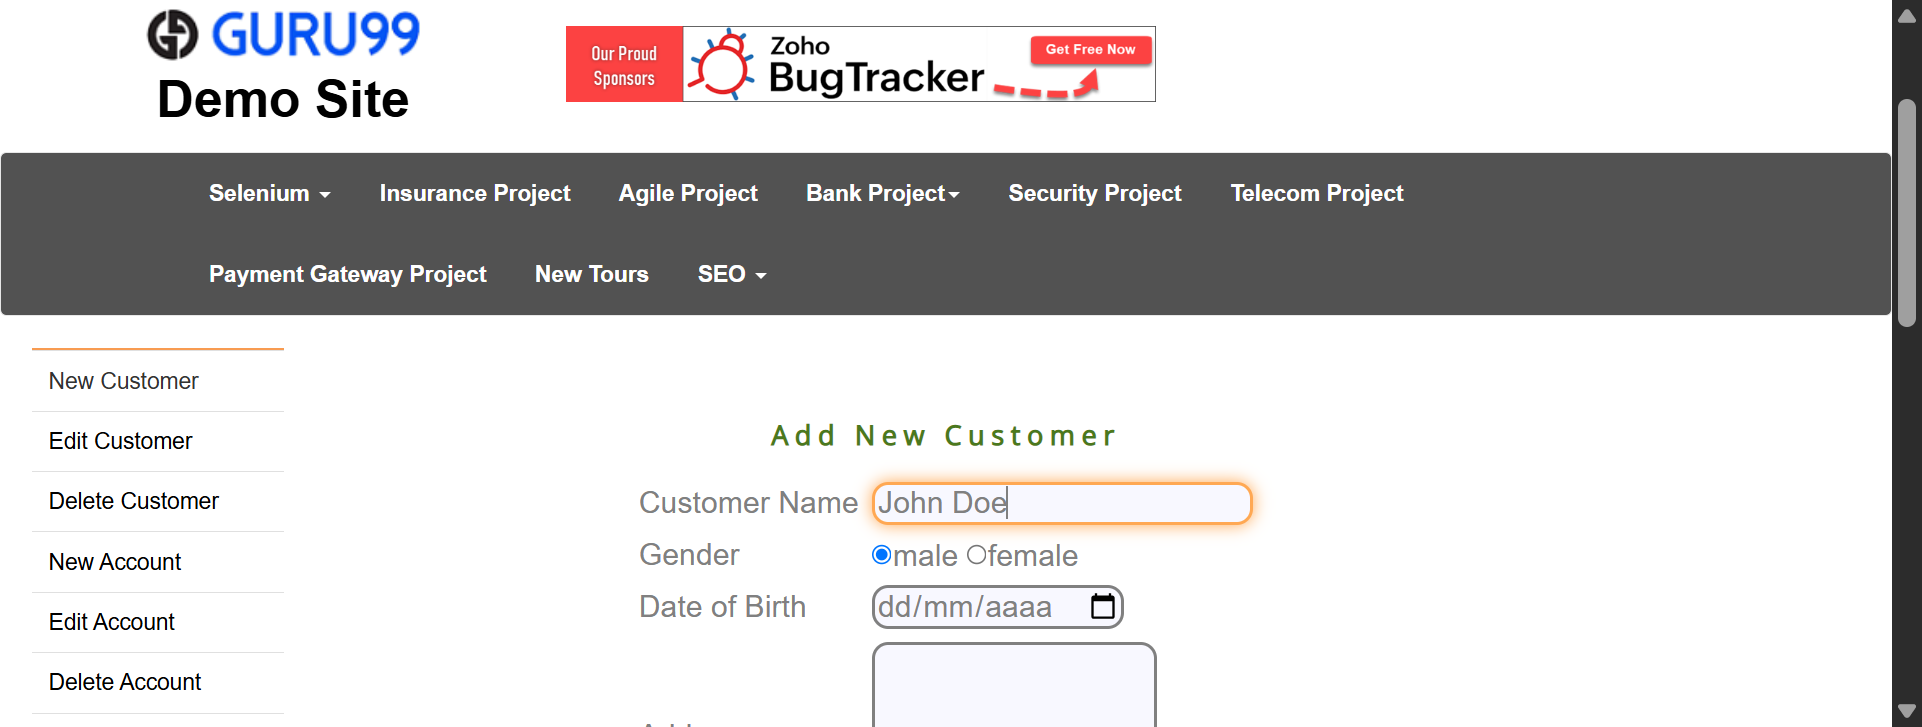 GURU99
Demo Site
Our Proud
Sponsors
Zoho
BugTracker
Get Free Now
Selenium
Insurance Project
Agile Project
Bank Project
Security Project
Telecom Project
Payment Gateway Project
New Tours
SEO
New Customer
Edit Customer
Delete Customer
New Account
Edit Account
Delete Account
Add New Customer
Customer Name John Doe
Gender male female
Date of Birth dd/mm/aaaa